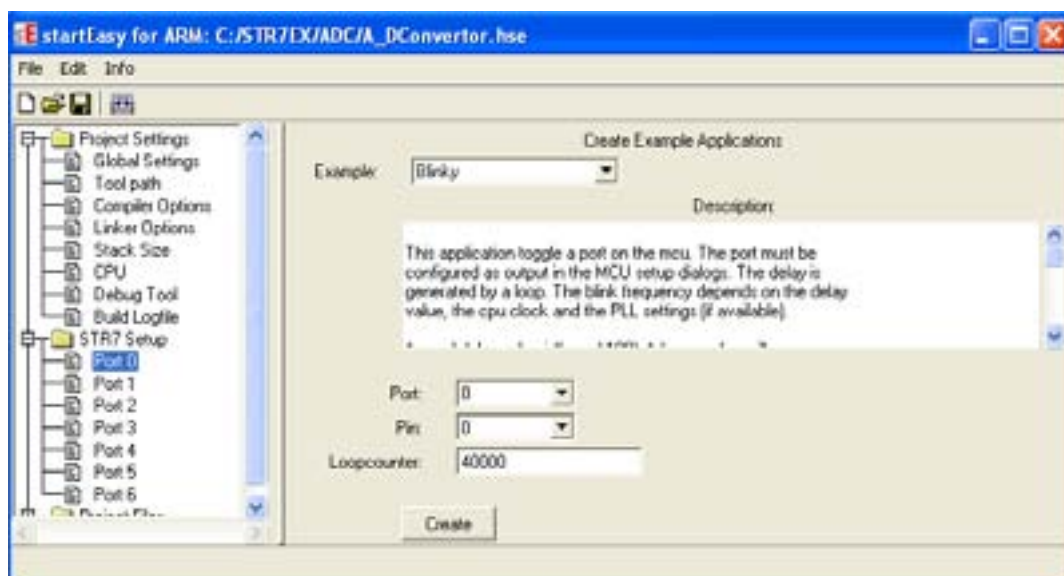 startEasy for ARM: C:/STR7EX/ADC/A_DConvertor.hse
File Edit Info
Project Settings
Global Settings
Tool path
Compiler Options
Linker Options
Stack Size
CPU
Debug Tool
Build Logfile
STR7 Setup
Port 0
Port 1
Port 2
Port 3
Port 4
Port 5
Port 6
Create Example Applications
Example: Blinky
Description:
This application toggle a port on the mcu. The port must be
configured as output in the MCU setup dialogs. The delay is
generated by a loop. The blink frequency depends on the delay
value, the cpu clock and the PLL settings (if available).
Port: 0
Pin: 0
Loopcounter: 40000
Create